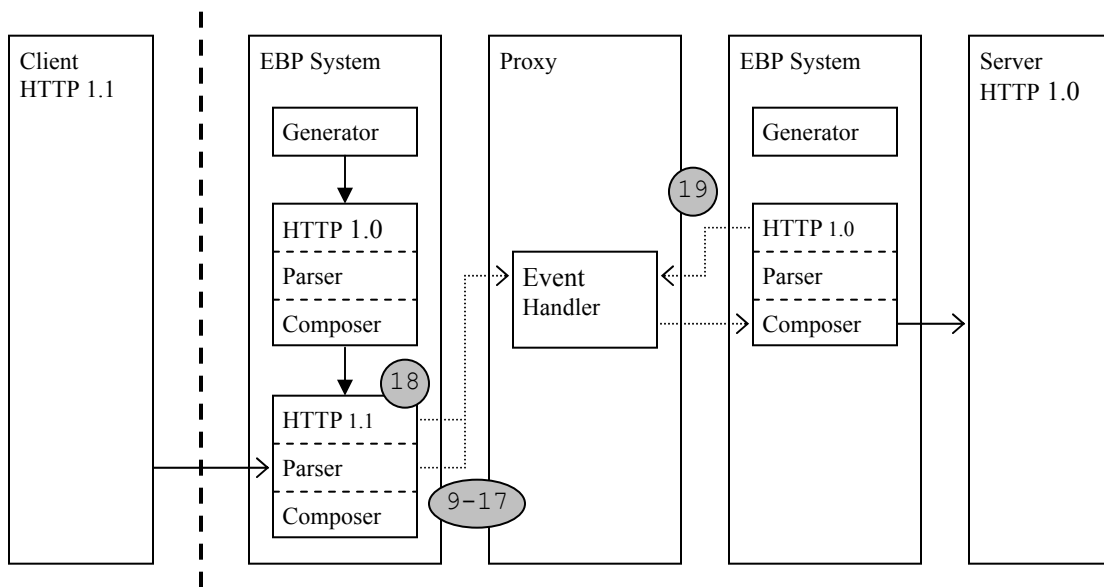 Client
HTTP 1.1
EBP System
Generator
HTTP 1.0
Parser
Composer
18
HTTP 1.1
Parser
Composer
9-17
Proxy
Event
Handler
19
EBP System
Generator
HTTP 1.0
Parser
Composer
Server
HTTP 1.0